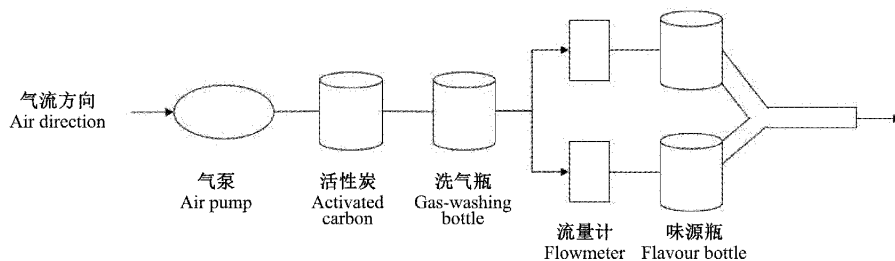 气流方向
Air direction
气泵
Air pump
活性炭
Activated
carbon
洗气瓶
Gas-washing
bottle
流量计
Flowmeter
味源瓶
Flavour bottle